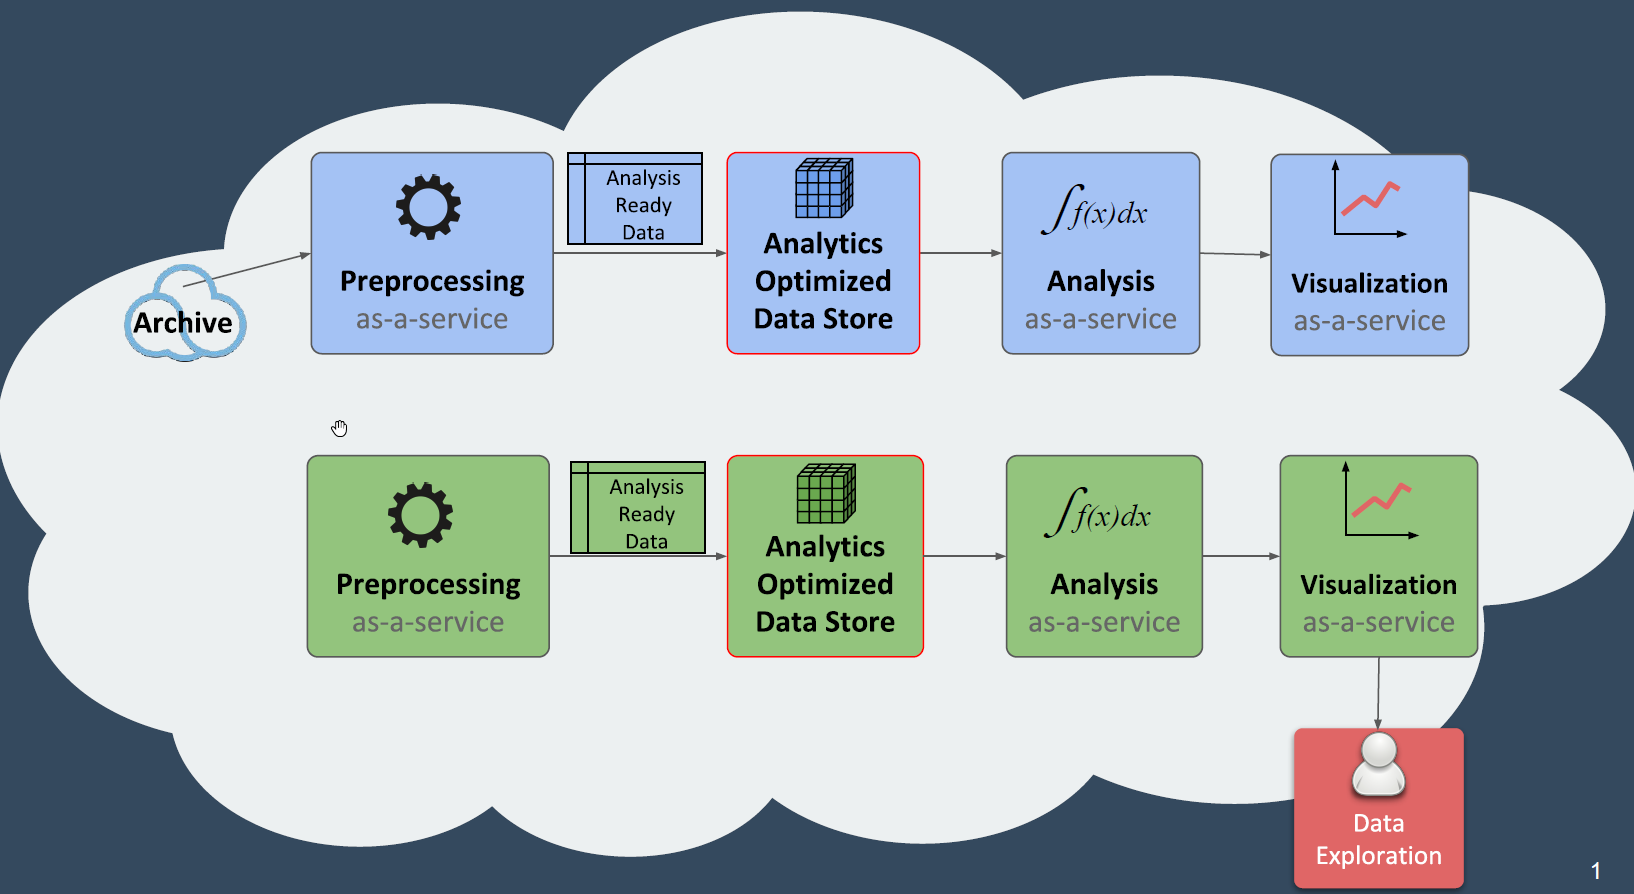 Archive
Preprocessing
as-a-service
Analysis
Ready
Data
Analytics
Optimized
Data Store
∫f(x)dx
Analysis
as-a-service
Visualization
as-a-service
Preprocessing
as-a-service
Analysis
Ready
Data
Analytics
Optimized
Data Store
∫f(x)dx
Analysis
as-a-service
Visualization
as-a-service
Data
Exploration
1